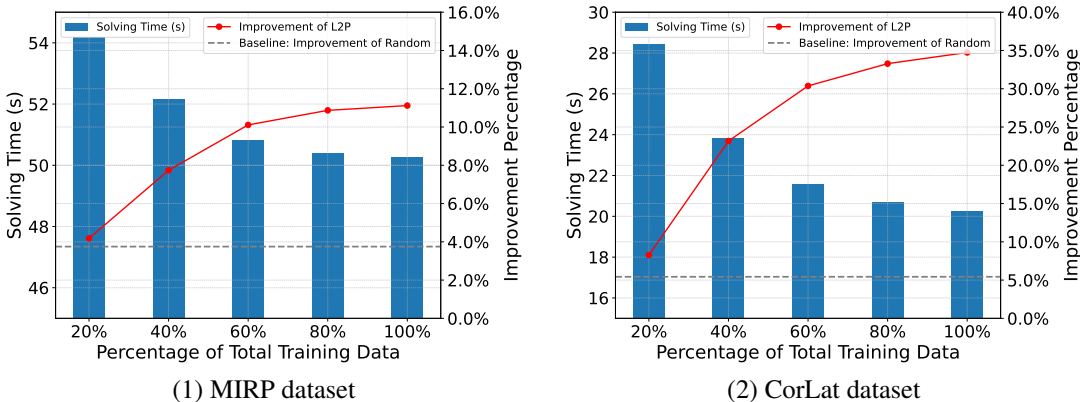 Solving Time (s)
Improvement of L2P
Baseline: Improvement of Random
54
52
50
48
46
Solving Time (s)
16.0%
14.0%
12.0%
10.0%
8.0%
6.0%
4.0%
2.0%
0.0%
Improvement Percentage
20%
40%
60%
80%
100%
Percentage of Total Training Data
(1) MIRP dataset
Solving Time (s)
Improvement of L2P
Baseline: Improvement of Random
30
28
26
24
22
20
18
16
Solving Time (s)
40.0%
35.0%
30.0%
25.0%
20.0%
15.0%
10.0%
5.0%
0.0%
Improvement Percentage
20%
40%
60%
80%
100%
Percentage of Total Training Data
(2) CorLat dataset